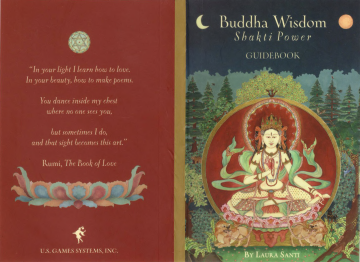 "In your light I learn how to love.
In your beauty, how to make poems.
You dance inside my chest
where no one sees you,
but sometimes I do,
and that sight becomes this art."
Rumi, The Book of Love
U.S. GAMES SYSTEMS, INC.
Buddha Wisdom
Shakti Power
GUIDEBOOK
BY LAURA SANTI